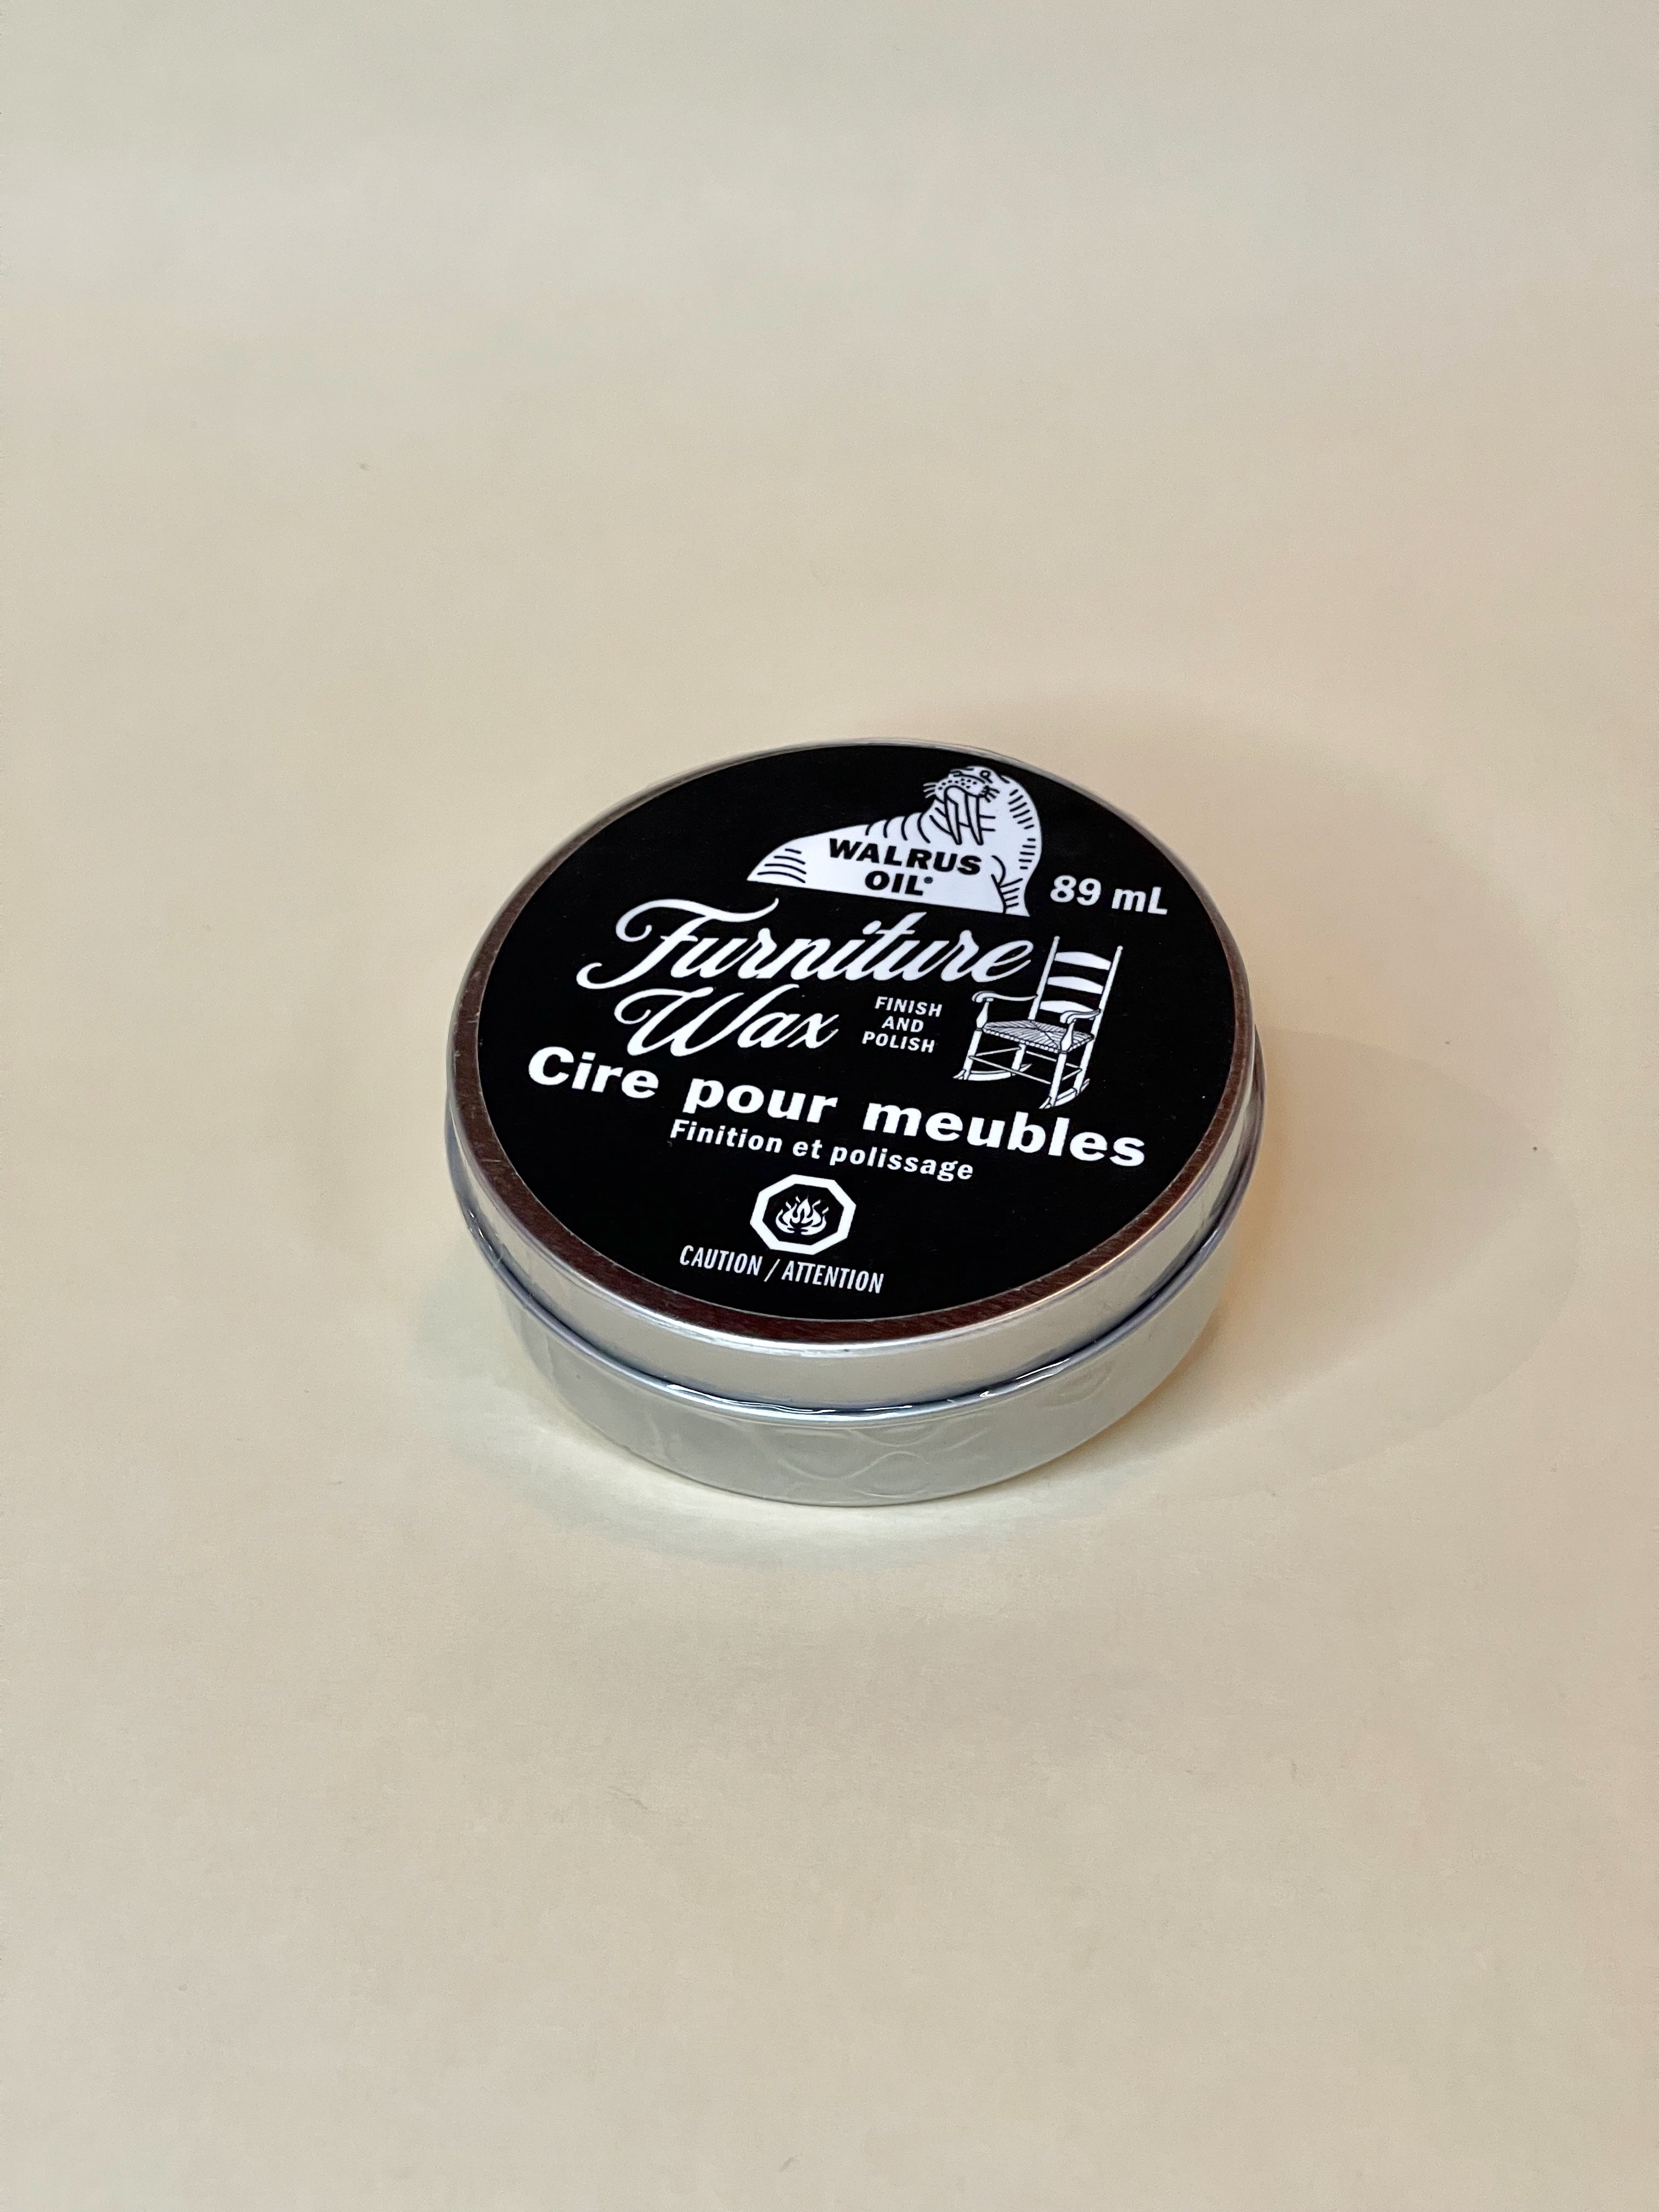 WALRUS
OIL®
89 mL
Furniture
Wax
FINISH
AND
POLISH
Cire pour meubles
Finition et polissage
CAUTION / ATTENTION